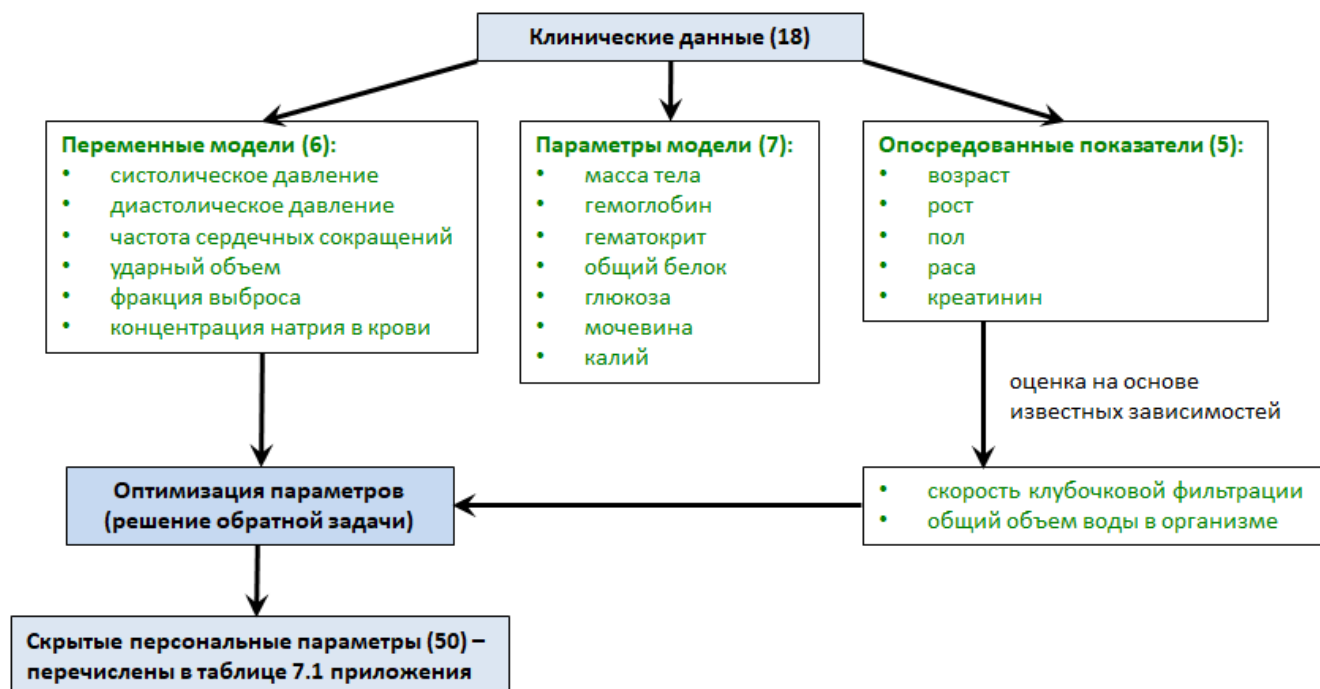 Клинические данные (18)
Переменные модели (6):
• систолическое давление
• диастолическое давление
• частота сердечных сокращений
• ударный объем
• фракция выброса
• концентрация натрия в крови
Параметры модели (7):
• масса тела
• гемоглобин
• гематокрит
• общий белок
• глюкоза
• мочевина
• калий
Опосредованные показатели (5):
• возраст
• рост
• пол
• раса
• креатинин
оценка на основе
известных зависимостей
Оптимизация параметров
(решение обратной задачи)
• скорость клубочковой фильтрации
• общий объем воды в организме
Скрытые персональные параметры (50) –
перечислены в таблице 7.1 приложения